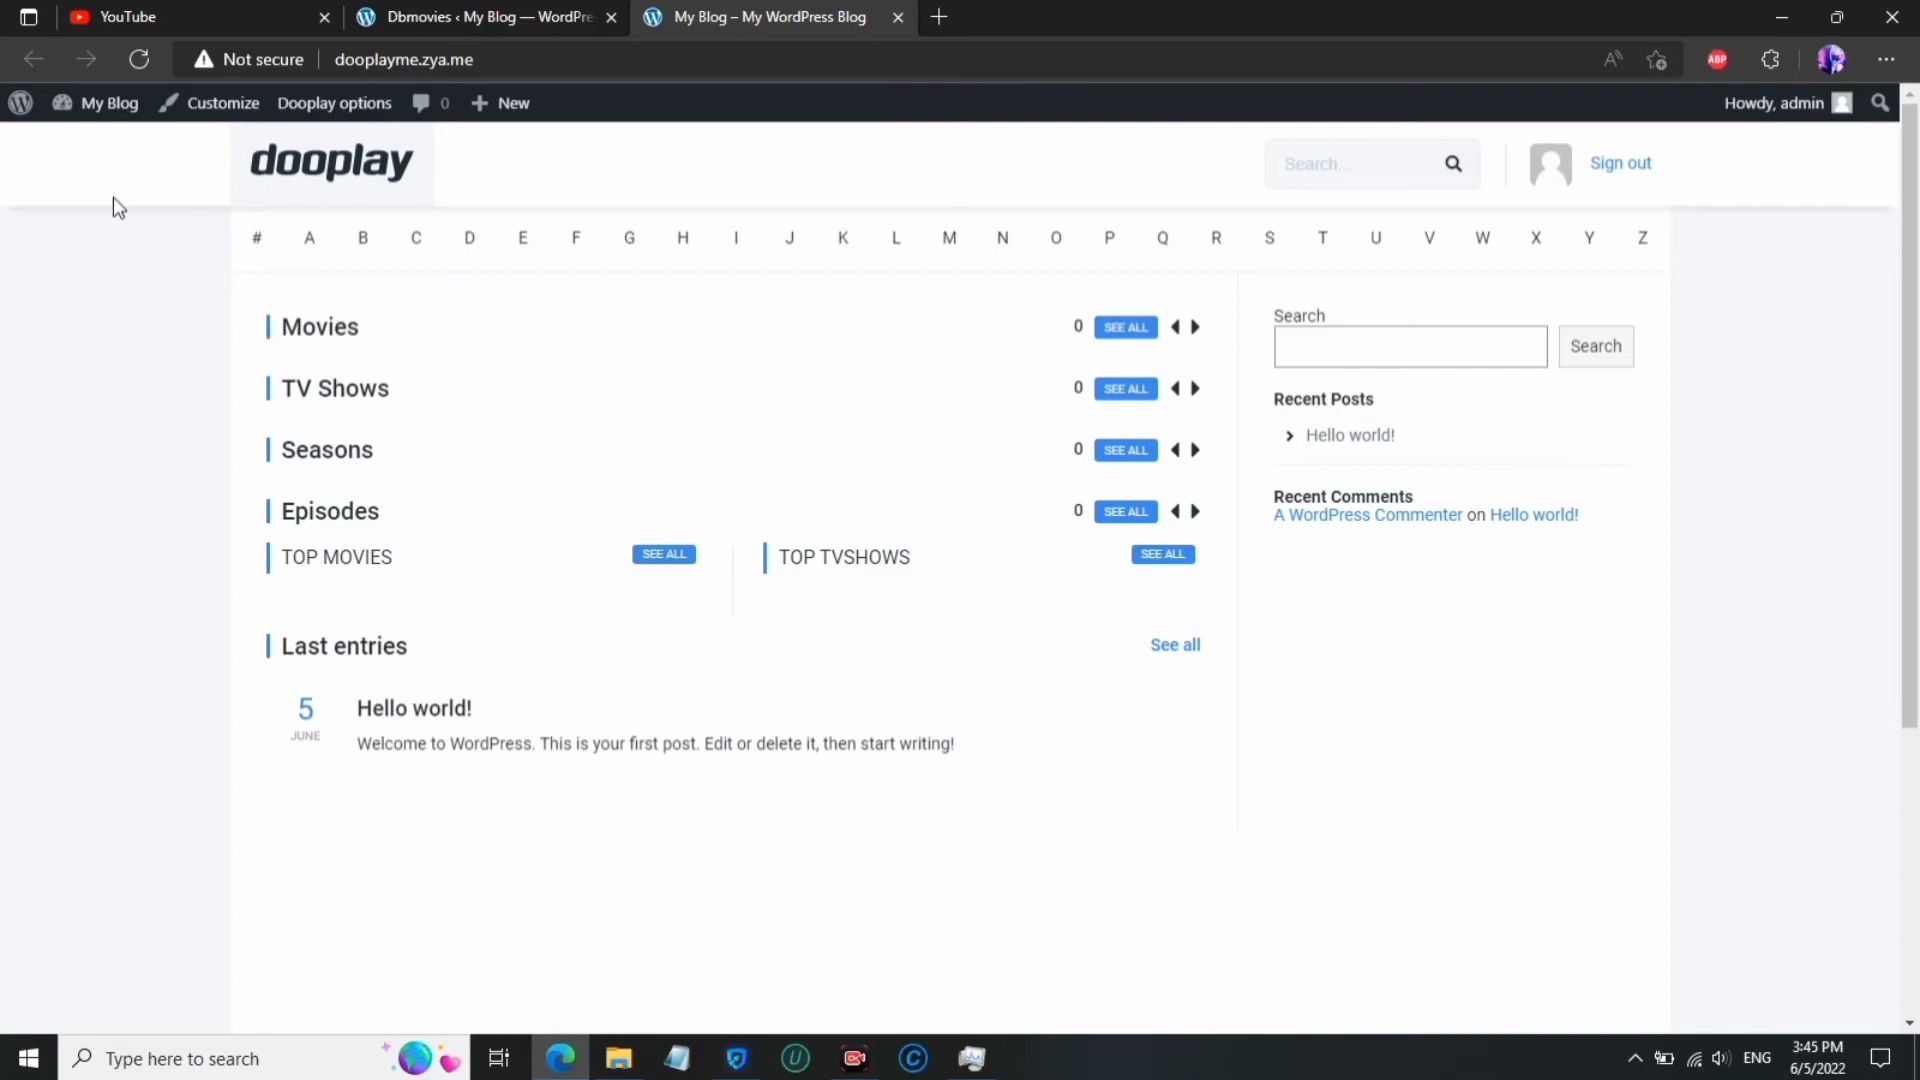 YouTube
Dbmovies ‹ My Blog — WordPre
My Blog – My WordPress Blog
Not secure
dooplayme.zya.me
ABP
My Blog
Customize
Dooplay options
0
New
Howdy, admin
dooplay
Search...
Sign out
# A B C D E F G H I J K L M N O P Q R S T U V W X Y Z
Movies
0
SEE ALL
TV Shows
0
SEE ALL
Seasons
0
SEE ALL
Episodes
0
SEE ALL
TOP MOVIES
SEE ALL
TOP TVSHOWS
SEE ALL
Last entries
See all
5
JUNE
Hello world!
Welcome to WordPress. This is your first post. Edit or delete it, then start writing!
Search
Search
Recent Posts
Hello world!
Recent Comments
A WordPress Commenter on Hello world!
Type here to search
ENG
3:45 PM
6/5/2022